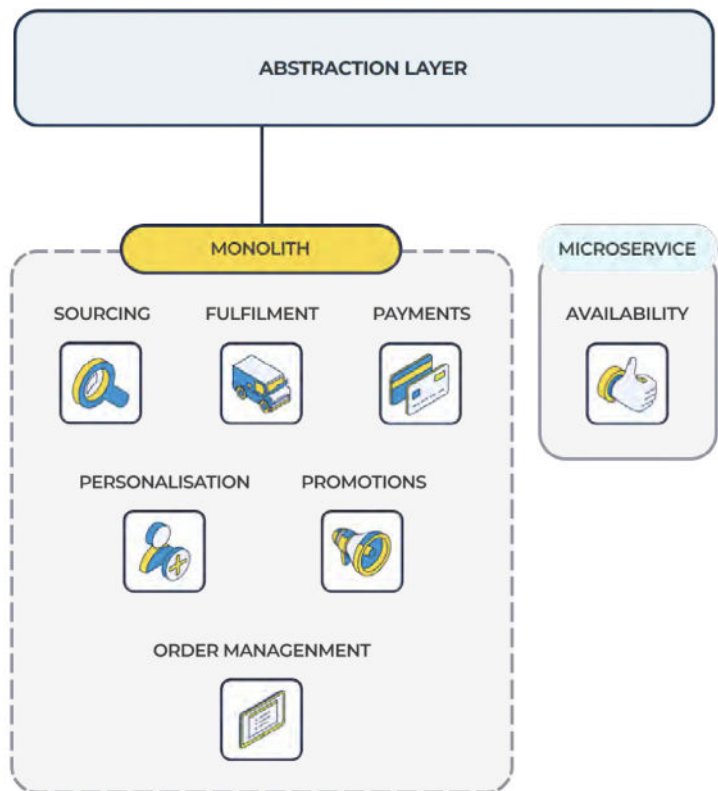 ABSTRACTION LAYER
MONOLITH
MICROSERVICE
SOURCING
FULFILMENT
PAYMENTS
AVAILABILITY
PERSONALISATION
PROMOTIONS
ORDER MANAGENMENT